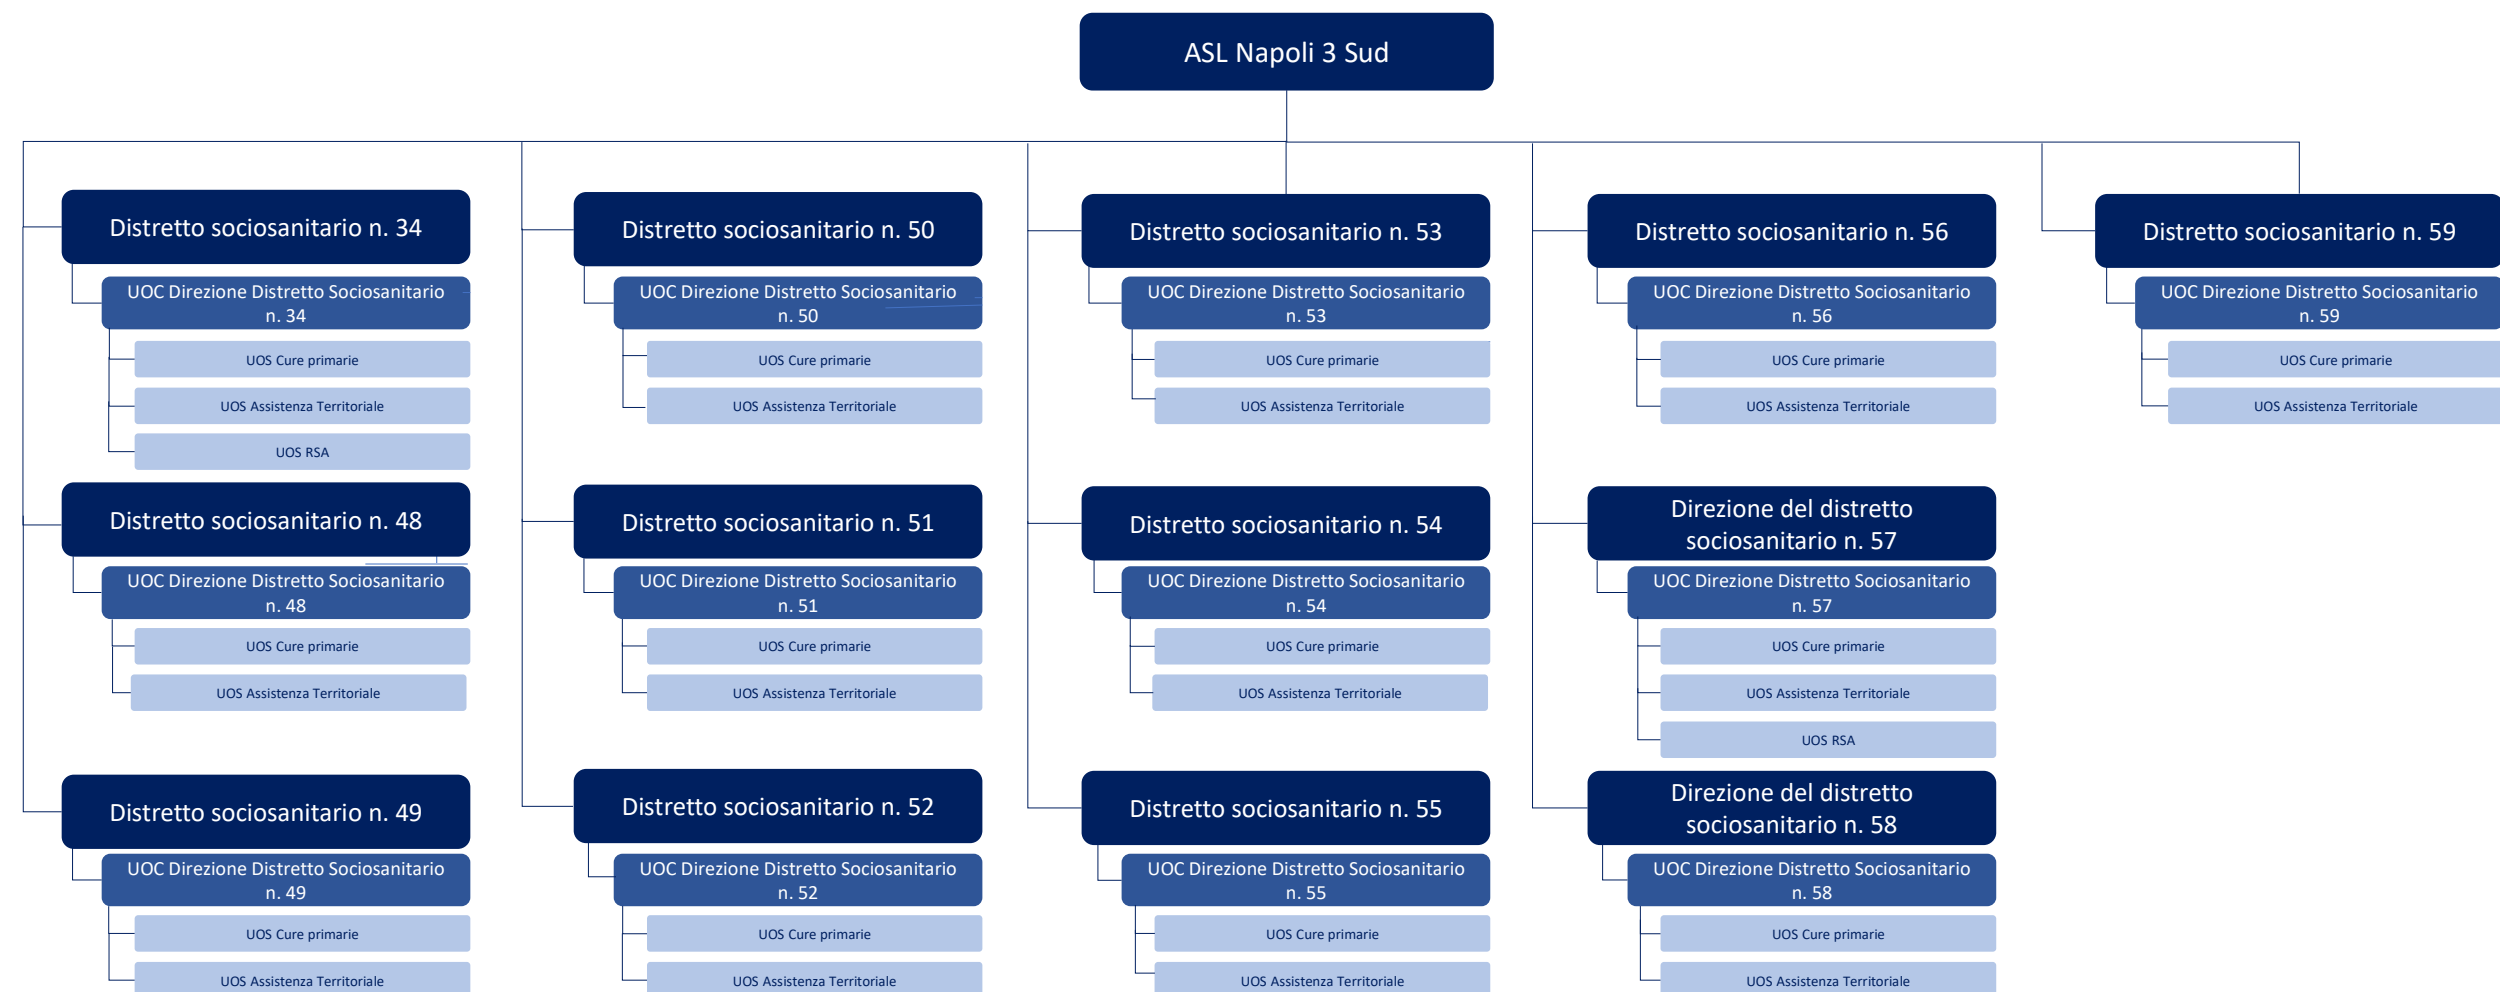 ASL Napoli 3 Sud
Distretto sociosanitario n. 34
UOC Direzione Distretto Sociosanitario
n. 34
UOS Cure primarie
UOS Assistenza Territoriale
UOS RSA
Distretto sociosanitario n. 48
UOC Direzione Distretto Sociosanitario
n. 48
UOS Cure primarie
UOS Assistenza Territoriale
Distretto sociosanitario n. 49
UOC Direzione Distretto Sociosanitario
n. 49
UOS Cure primarie
UOS Assistenza Territoriale
Distretto sociosanitario n. 50
UOC Direzione Distretto Sociosanitario
n. 50
UOS Cure primarie
UOS Assistenza Territoriale
Distretto sociosanitario n. 51
UOC Direzione Distretto Sociosanitario
n. 51
UOS Cure primarie
UOS Assistenza Territoriale
Distretto sociosanitario n. 52
UOC Direzione Distretto Sociosanitario
n. 52
UOS Cure primarie
UOS Assistenza Territoriale
Distretto sociosanitario n. 53
UOC Direzione Distretto Sociosanitario
n. 53
UOS Cure primarie
UOS Assistenza Territoriale
Distretto sociosanitario n. 54
UOC Direzione Distretto Sociosanitario
n. 54
UOS Cure primarie
UOS Assistenza Territoriale
Distretto sociosanitario n. 55
UOC Direzione Distretto Sociosanitario
n. 55
UOS Cure primarie
UOS Assistenza Territoriale
Distretto sociosanitario n. 56
UOC Direzione Distretto Sociosanitario
n. 56
UOS Cure primarie
UOS Assistenza Territoriale
Direzione del distretto
sociosanitario n. 57
UOC Direzione Distretto Sociosanitario
n. 57
UOS Cure primarie
UOS Assistenza Territoriale
UOS RSA
Direzione del distretto
sociosanitario n. 58
UOC Direzione Distretto Sociosanitario
n. 58
UOS Cure primarie
UOS Assistenza Territoriale
Distretto sociosanitario n. 59
UOC Direzione Distretto Sociosanitario
n. 59
UOS Cure primarie
UOS Assistenza Territoriale